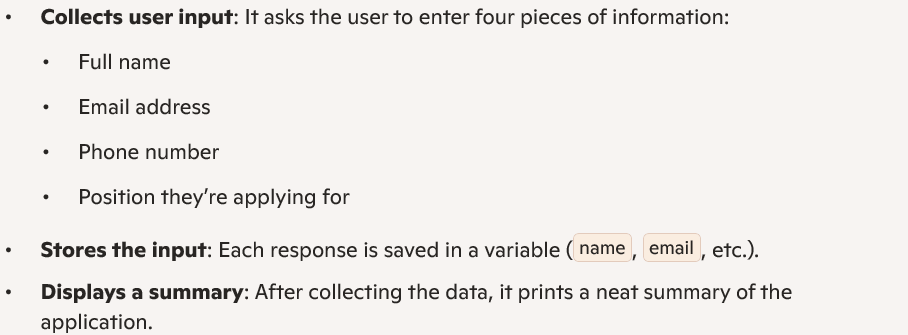 • Collects user input: It asks the user to enter four pieces of information:
• Full name
• Email address
• Phone number
• Position they're applying for
• Stores the input: Each response is saved in a variable (name, email, etc.).
• Displays a summary: After collecting the data, it prints a neat summary of the
application.